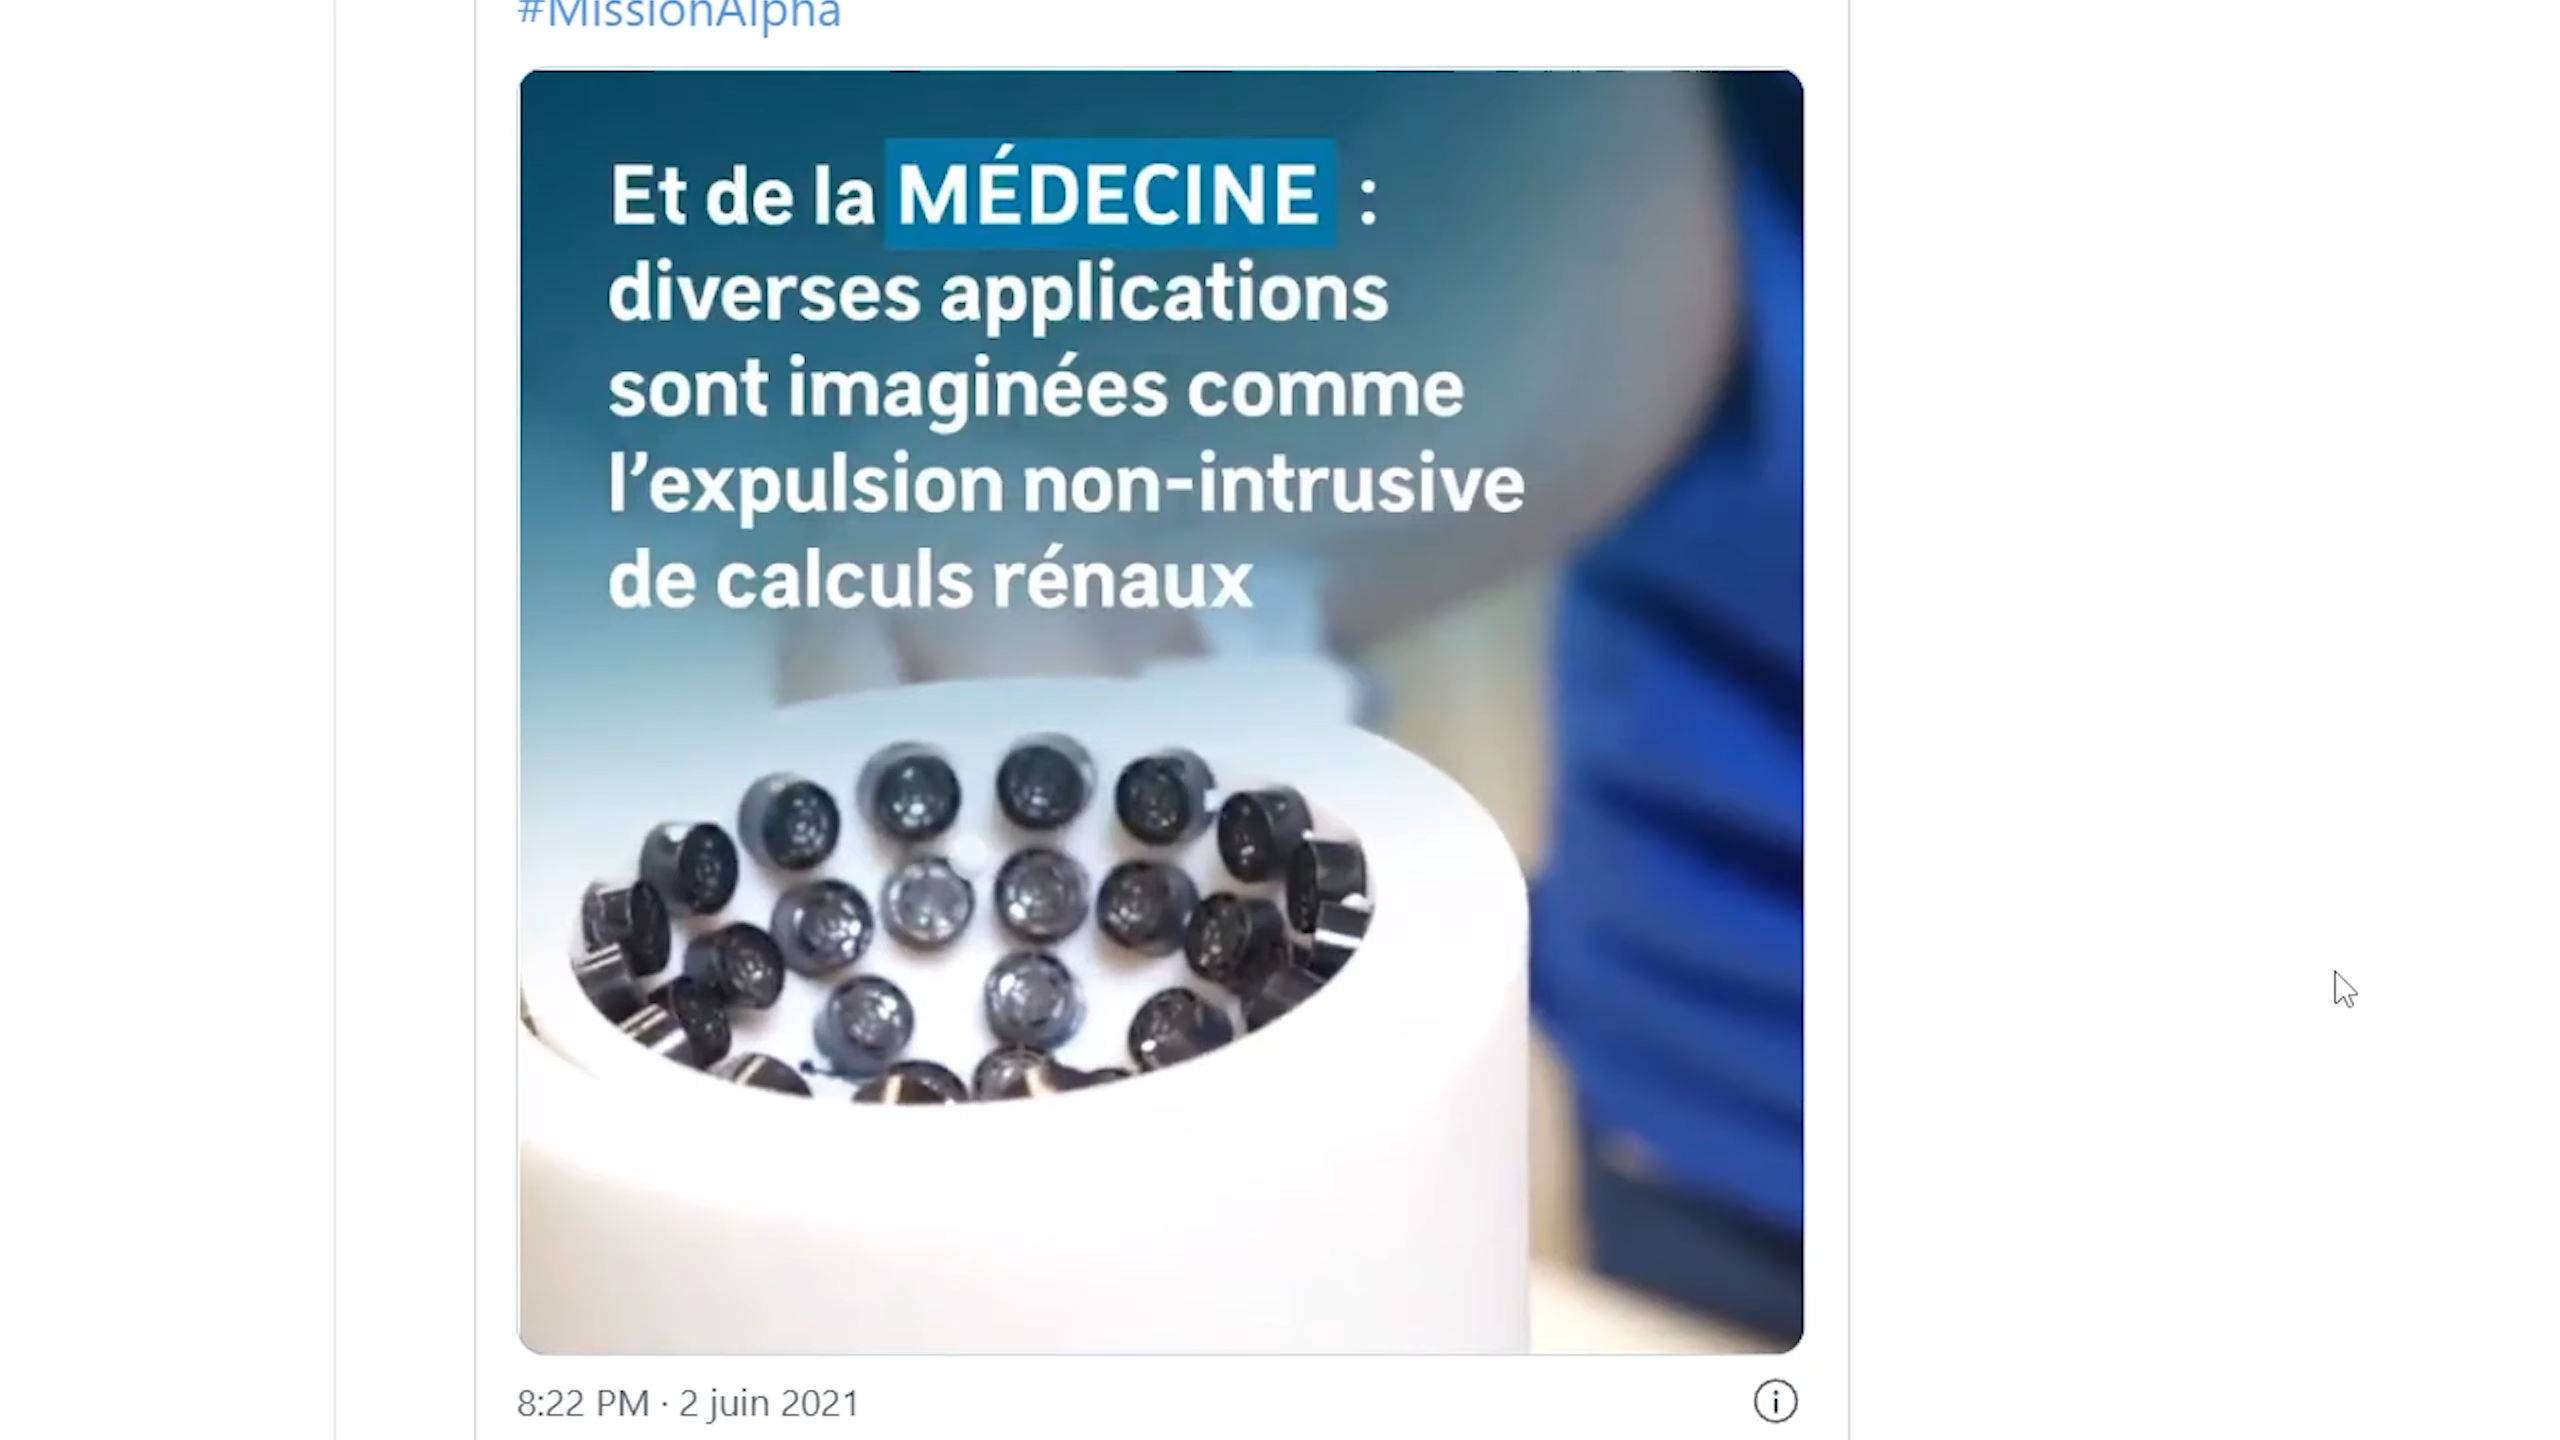 #MissionAlpha
Et de la MÉDECINE :
diverses applications
sont imaginées comme
l’expulsion non-intrusive
de calculs rénaux
8:22 PM · 2 juin 2021